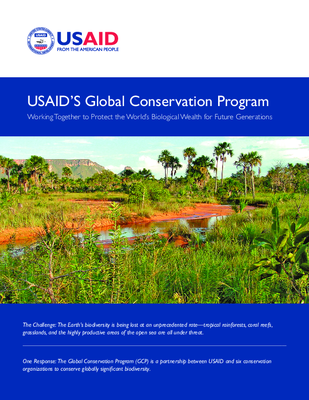 USAID
USAID
FROM THE AMERICAN PEOPLE
USAID'S Global Conservation Program
Working Together to Protect the World's Biological Wealth for Future Generations
The Challenge: The Earth's biodiversity is being lost at an unprecedented rate—tropical rainforests, coral reefs,
grasslands, and the highly productive areas of the open sea are all under threat.
One Response: The Global Conservation Program (GCP) is a partnership between USAID and six conservation
organizations to conserve globally significant biodiversity.